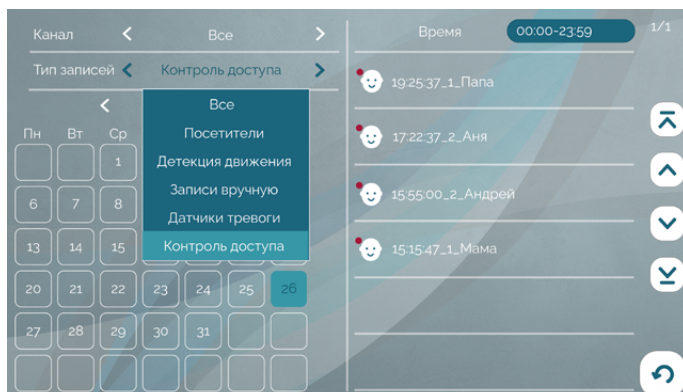 Канал < Все >
Тип записей < Контроль доступа >
<
Все
Посетители
Детекция движения
Записи вручную
Датчики тревоги
Контроль доступа
Пн Вт Ср
1
6 7 8
13 14 15
20 21 22 23 24 25 26
27 28 29 30 31
Время 00:00-23:59 1/1
19:25:37_1_Папа
17:22:37_2_Аня
15:55:00_2_Андрей
15:15:47_1_Мама